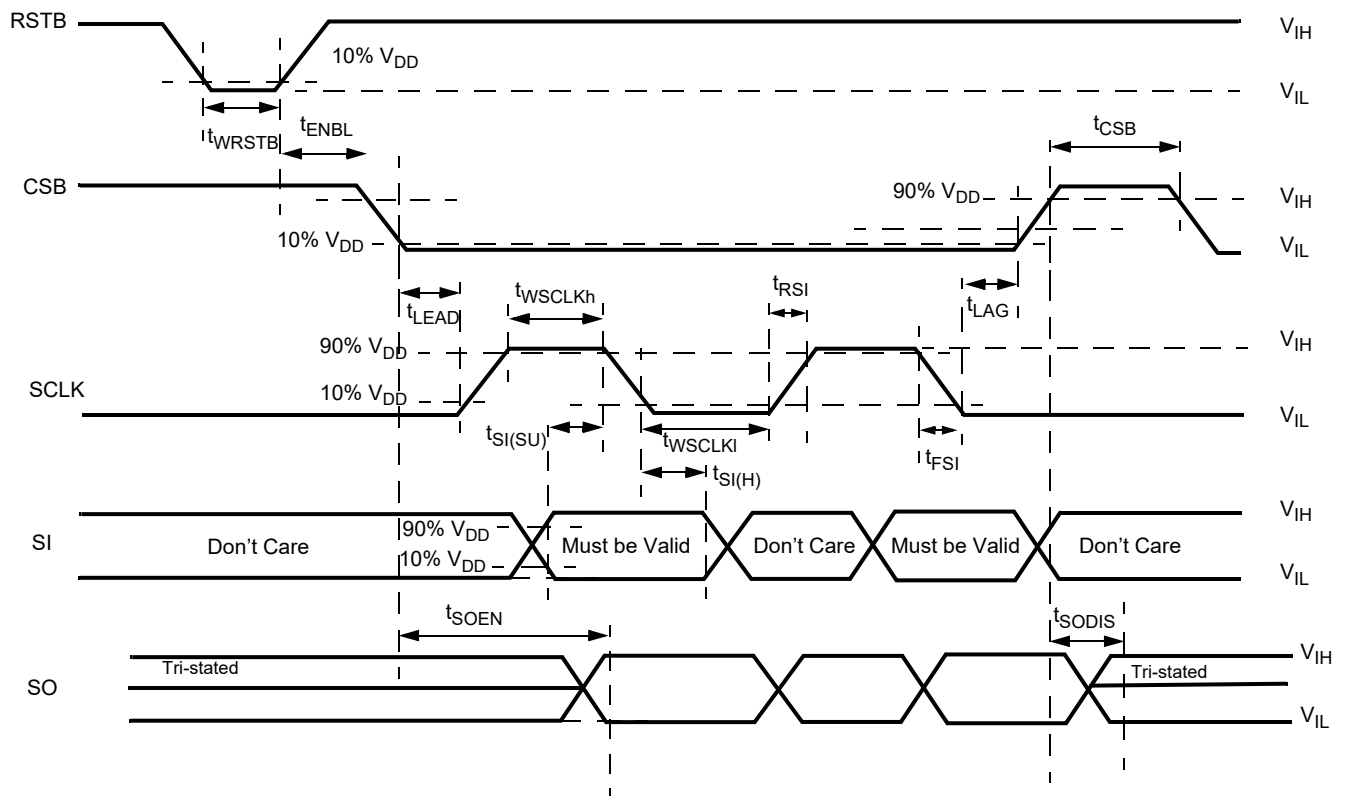 RSTB
10% VDD
VIH
VIL
tWRSTB
tENBL
tCSB
CSB
90% VDD
VIH
10% VDD
VIL
tLEAD
tWSCLKh
tRSI
tLAG
90% VDD
VIH
SCLK
10% VDD
VIL
tSI(SU)
tWSCLKl
tFSI
tSI(H)
SI
90% VDD
VIH
Don't Care
Must be Valid
Don't Care
Must be Valid
Don't Care
10% VDD
VIL
tSOEN
tSODIS
SO
Tri-stated
VIH
Tri-stated
VIL